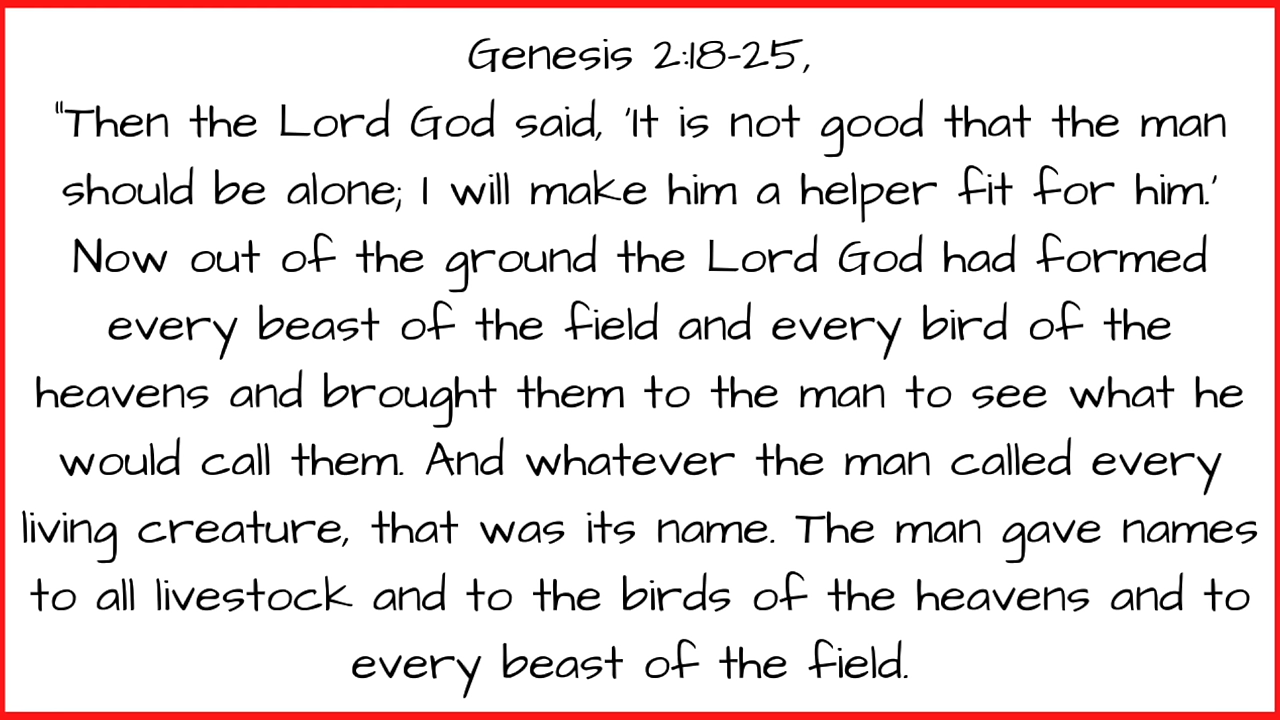 Genesis 2:18-25,
"Then the Lord God said, 'It is not good that the man
should be alone; I will make him a helper fit for him.'
Now out of the ground the Lord God had formed
every beast of the field and every bird of the
heavens and brought them to the man to see what he
would call them. And whatever the man called every
living creature, that was its name. The man gave names
to all livestock and to the birds of the heavens and to
every beast of the field.